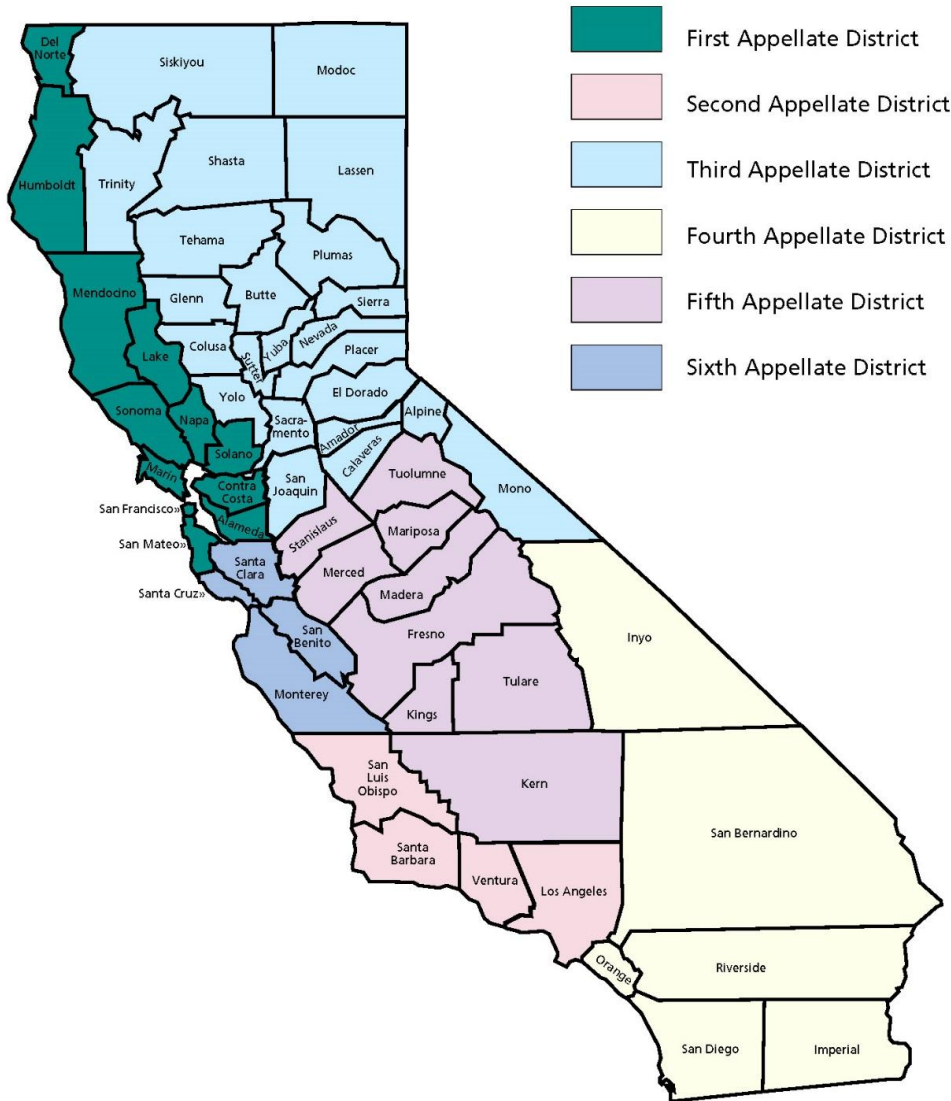 Del
Norte
Siskiyou
Modoc
First Appellate District
Second Appellate District
Third Appellate District
Fourth Appellate District
Fifth Appellate District
Sixth Appellate District
Humboldt
Trinity
Shasta
Lassen
Tehama
Plumas
Mendocino
Glenn
Butte
Sierra
Lake
Colusa
Sutter
Yuba
Nevada
Placer
Sonoma
Napa
Yolo
El Dorado
Sacra-
mento
Amador
Alpine
Solano
Calaveras
Marin
Contra
Costa
San
Joaquin
Tuolumne
Mono
San Francisco»
Alameda
Stanislaus
Mariposa
San Mateo»
Santa
Clara
Merced
Madera
Santa Cruz»
San
Benito
Fresno
Inyo
Monterey
Kings
Tulare
San
Luis
Obispo
Kern
San Bernardino
Santa
Barbara
Ventura
Los Angeles
Orange
Riverside
San Diego
Imperial